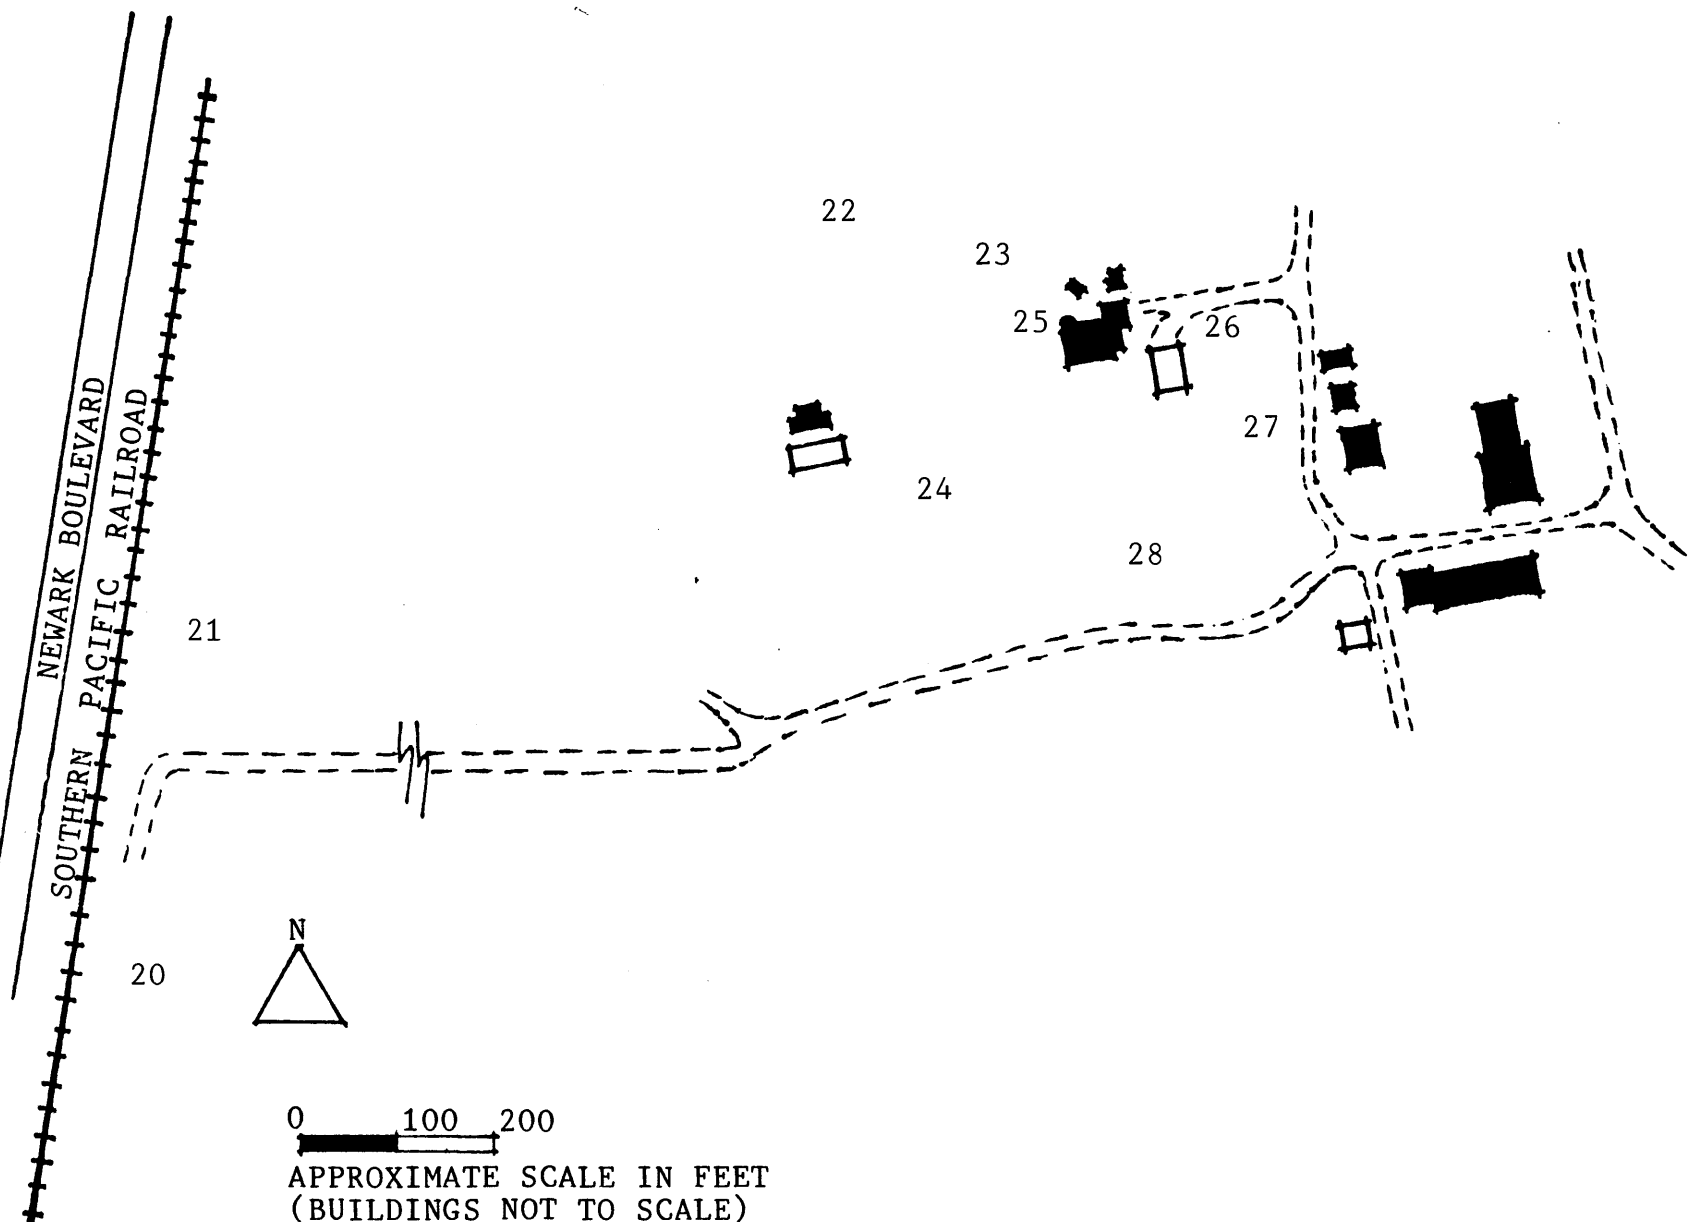 22
23
25
26
NEWARK BOULEVARD
SOUTHERN PACIFIC RAILROAD
27
24
28
21
N
20
0 100 200
APPROXIMATE SCALE IN FEET
(BUILDINGS NOT TO SCALE)